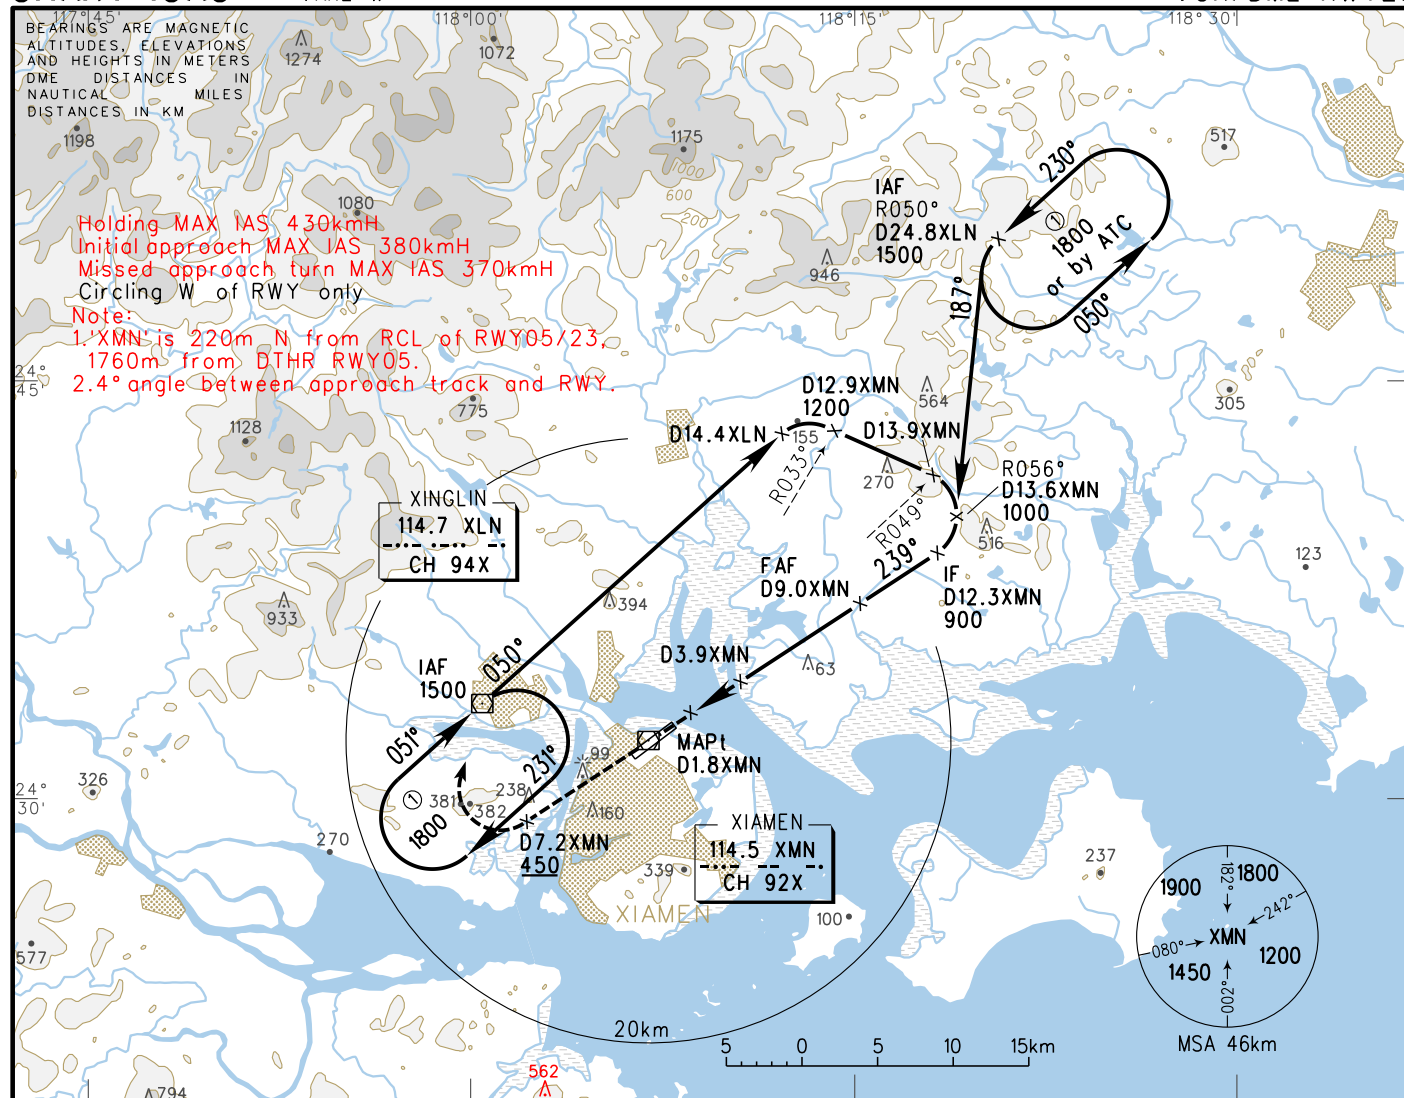 117°45'
118°00'
118°15'
118°30'
BEARINGS ARE MAGNETIC
ALTITUDES, ELEVATIONS
AND HEIGHTS IN METERS
DME DISTANCES IN
NAUTICAL MILES
DISTANCES IN KM
1274
1072
1198
1175
1000
600
200
517
1080
946
Holding MAX IAS 430kmH
Initial approach MAX IAS 380kmH
Missed approach turn MAX IAS 370kmH
Circling W of RWY only
Note:
1.'XMN'is 220m N from RCL of RWY05/23,
1760m from DTHR RWY05.
2.4°angle between approach track and RWY.
IAF
R050°
D24.8XLN
1500
230°
①
1800
or by ATC
050°
187°
24°
45'
775
1128
564
305
D12.9XMN
1200
D14.4XLN
155
D13.9XMN
R033°
270
R049°
R056°
D13.6XMN
1000
516
123
XINGLIN
114.7 XLN
CH 94X
933
394
FAF
D9.0XMN
239°
IF
D12.3XMN
900
D3.9XMN
63
IAF
1500
050°
051°
231°
①
1800
MAPt
D1.8XMN
99
238
381
382
160
D7.2XMN
450
24°
30'
326
270
339
XIAMEN
114.5 XMN
CH 92X
XIAMEN
100
237
577
20km
5 0 5 10 15km
562
794
1900
182°
1800
242°
080°
XMN
1450
1200
002°
MSA 46km